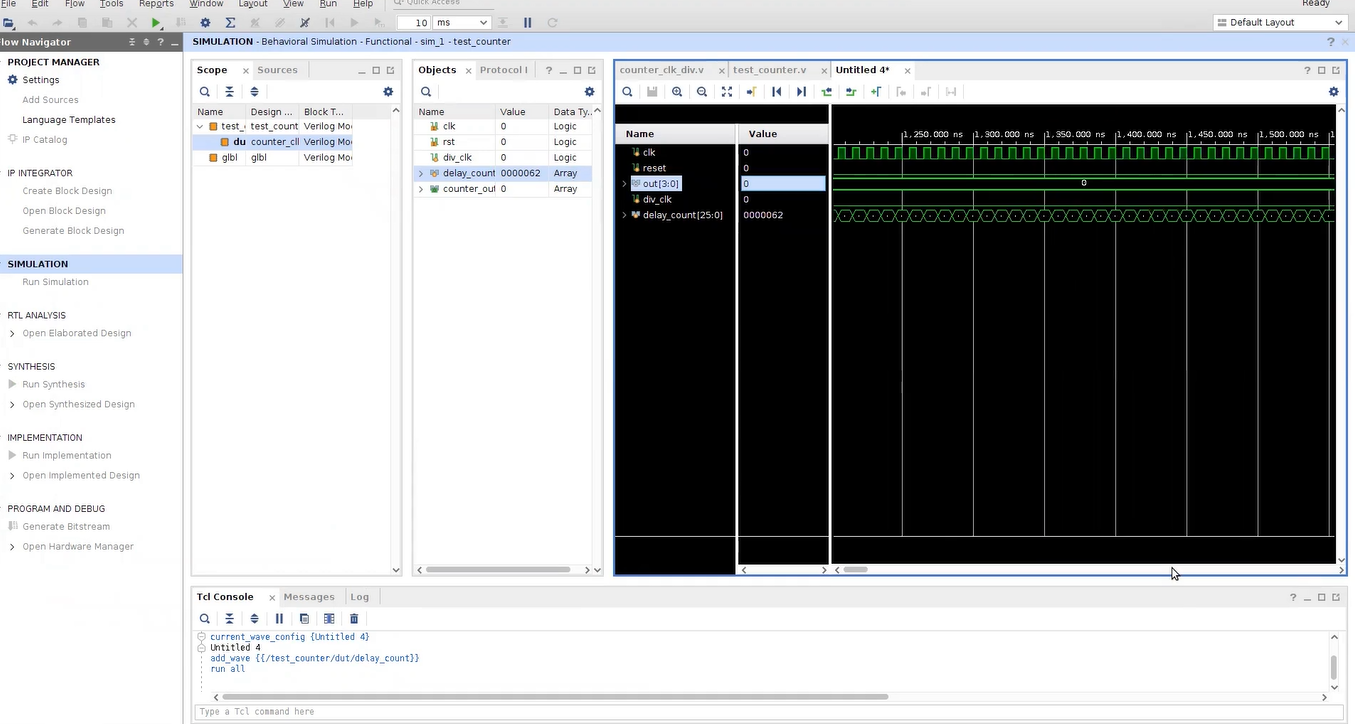 File Edit Flow Tools Reports Window Layout View Run Help Quick Access Ready
10 ms Default Layout
Flow Navigator
SIMULATION - Behavioral Simulation - Functional - sim_1 - test_counter
PROJECT MANAGER
Settings
Add Sources
Language Templates
IP Catalog
IP INTEGRATOR
Create Block Design
Open Block Design
Generate Block Design
SIMULATION
Run Simulation
RTL ANALYSIS
Open Elaborated Design
SYNTHESIS
Run Synthesis
Open Synthesized Design
IMPLEMENTATION
Run Implementation
Open Implemented Design
PROGRAM AND DEBUG
Generate Bitstream
Open Hardware Manager
Scope Sources
Name Design ... Block T...
test_ test_count Verilog Mo
du counter_cl Verilog Mo
glbl glbl Verilog Mo
Objects Protocol I
Name Value Data Ty..
clk 0 Logic
rst 0 Logic
div_clk 0 Logic
delay_count 0000062 Array
counter_out 0 Array
counter_clk_div.v test_counter.v Untitled 4*
Name Value
clk 0
reset 0
out[3:0] 0
div_clk 0
delay_count[25:0] 0000062
1,250.000 ns 1,300.000 ns 1,350.000 ns 1,400.000 ns 1,450.000 ns 1,500.000 ns
0
Tcl Console Messages Log
current_wave_config {Untitled 4}
Untitled 4
add_wave {{/test_counter/dut/delay_count}}
run all
Type a Tcl command here